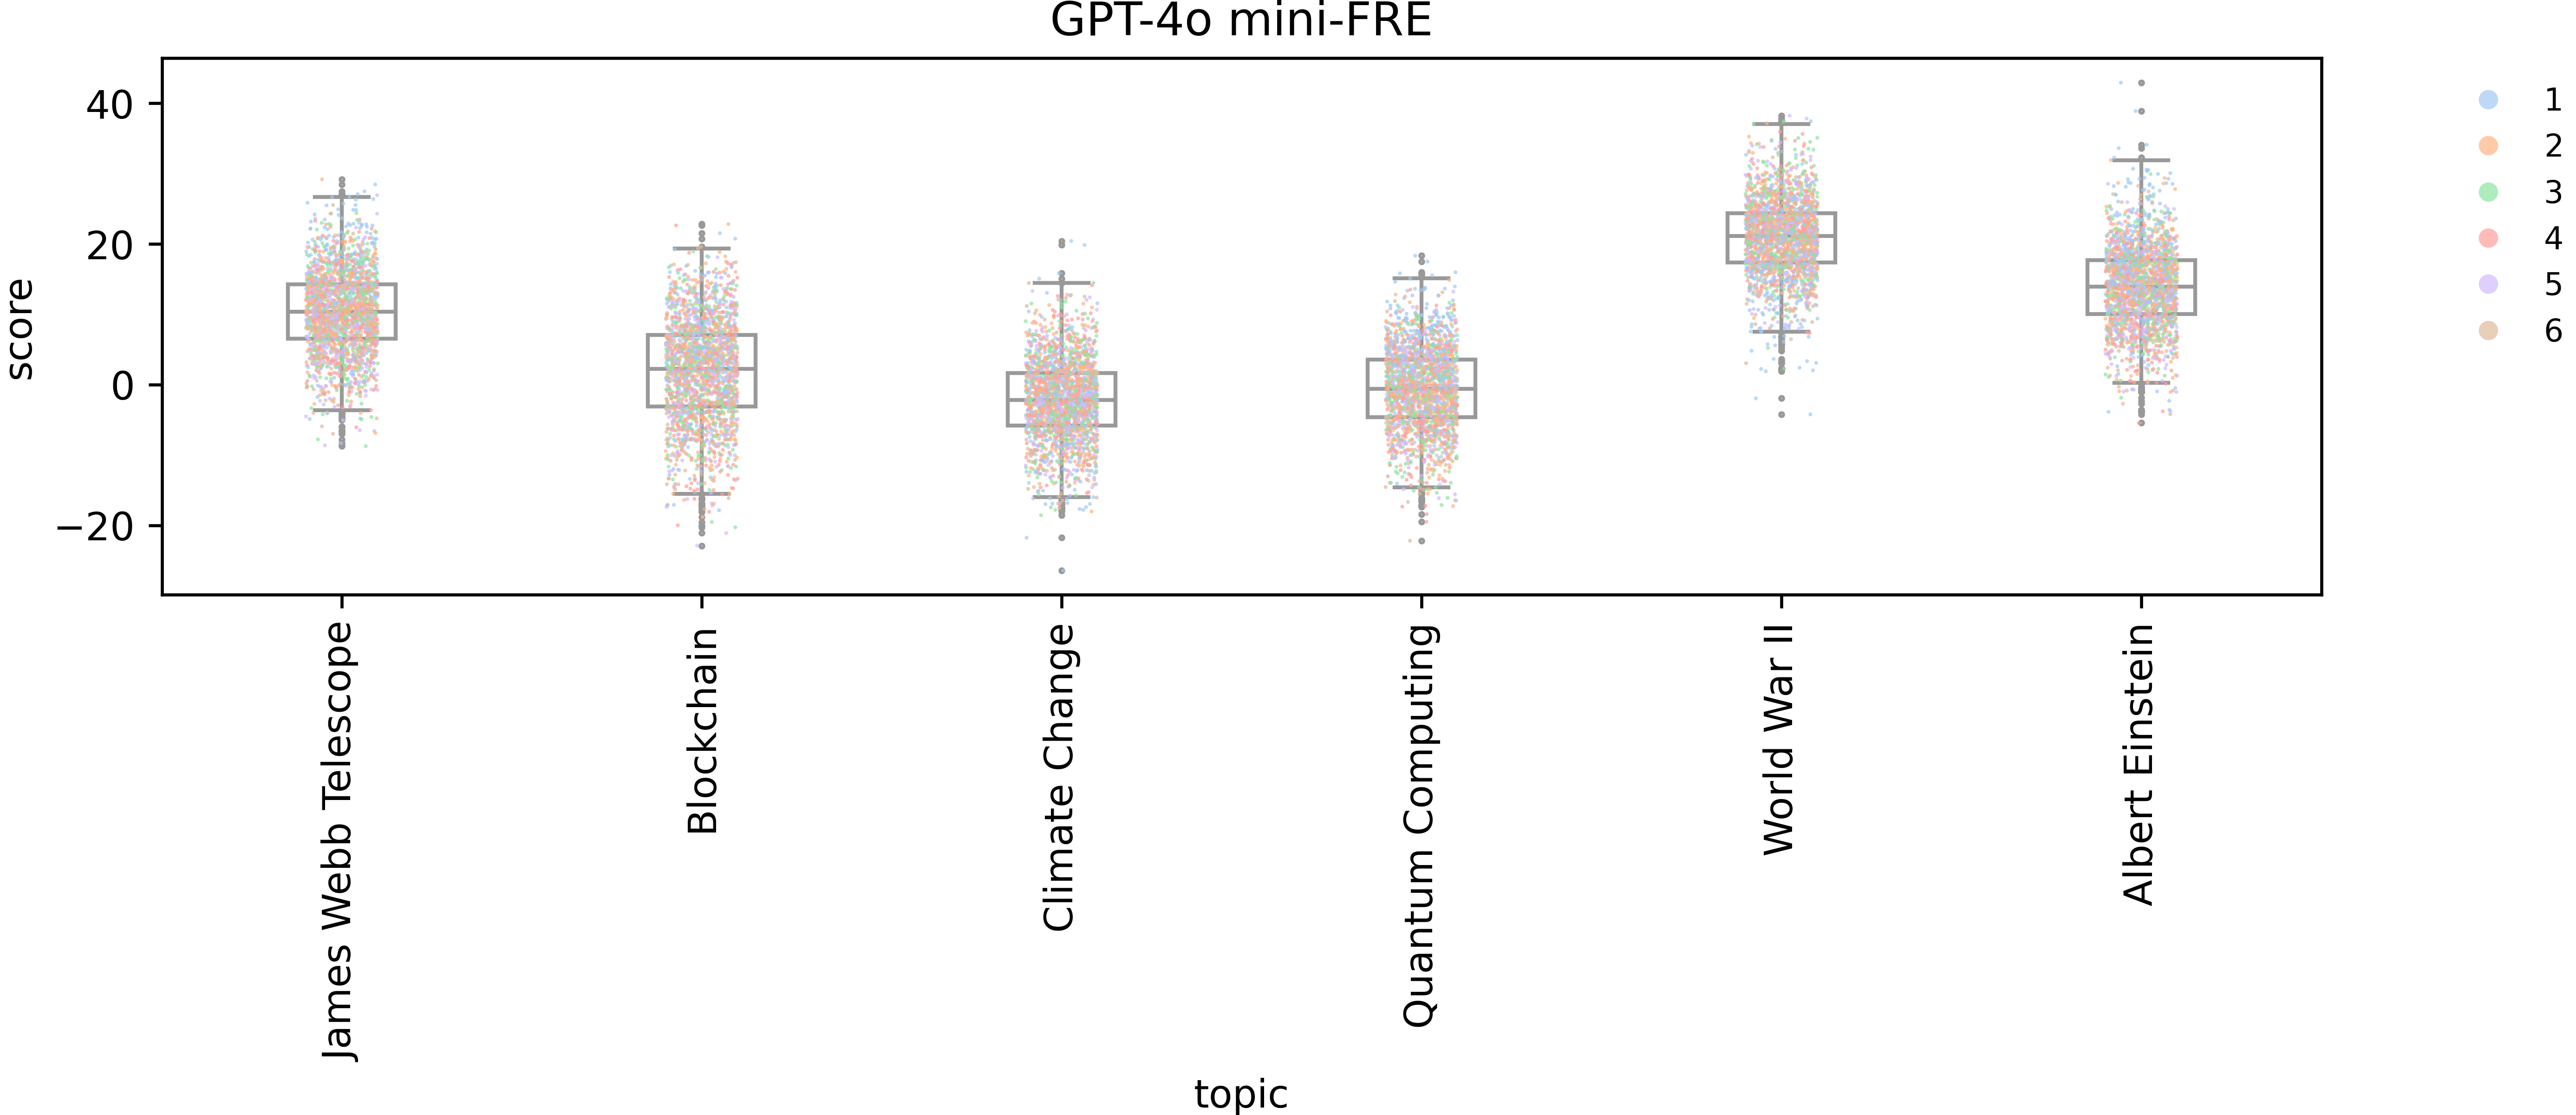 GPT-4o mini-FRE
40
20
0
−20
score
James Webb Telescope
Blockchain
Climate Change
Quantum Computing
World War II
Albert Einstein
topic
1
2
3
4
5
6